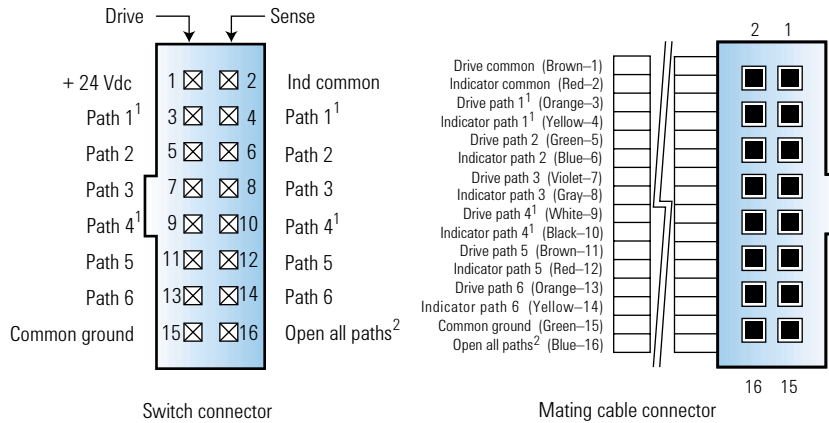 Drive Sense
+ 24 Vdc 1 2 Ind common
Path 1¹ 3 4 Path 1¹
Path 2 5 6 Path 2
Path 3 7 8 Path 3
Path 4¹ 9 10 Path 4¹
Path 5 11 12 Path 5
Path 6 13 14 Path 6
Common ground 15 16 Open all paths²
Switch connector
2 1
Drive common (Brown–1)
Indicator common (Red–2)
Drive path 1¹ (Orange–3)
Indicator path 1¹ (Yellow–4)
Drive path 2 (Green–5)
Indicator path 2 (Blue–6)
Drive path 3 (Violet–7)
Indicator path 3 (Gray–8)
Drive path 4¹ (White–9)
Indicator path 4¹ (Black–10)
Drive path 5 (Brown–11)
Indicator path 5 (Red–12)
Drive path 6 (Orange–13)
Indicator path 6 (Yellow–14)
Common ground (Green–15)
Open all paths² (Blue–16)
16 15
Mating cable connector